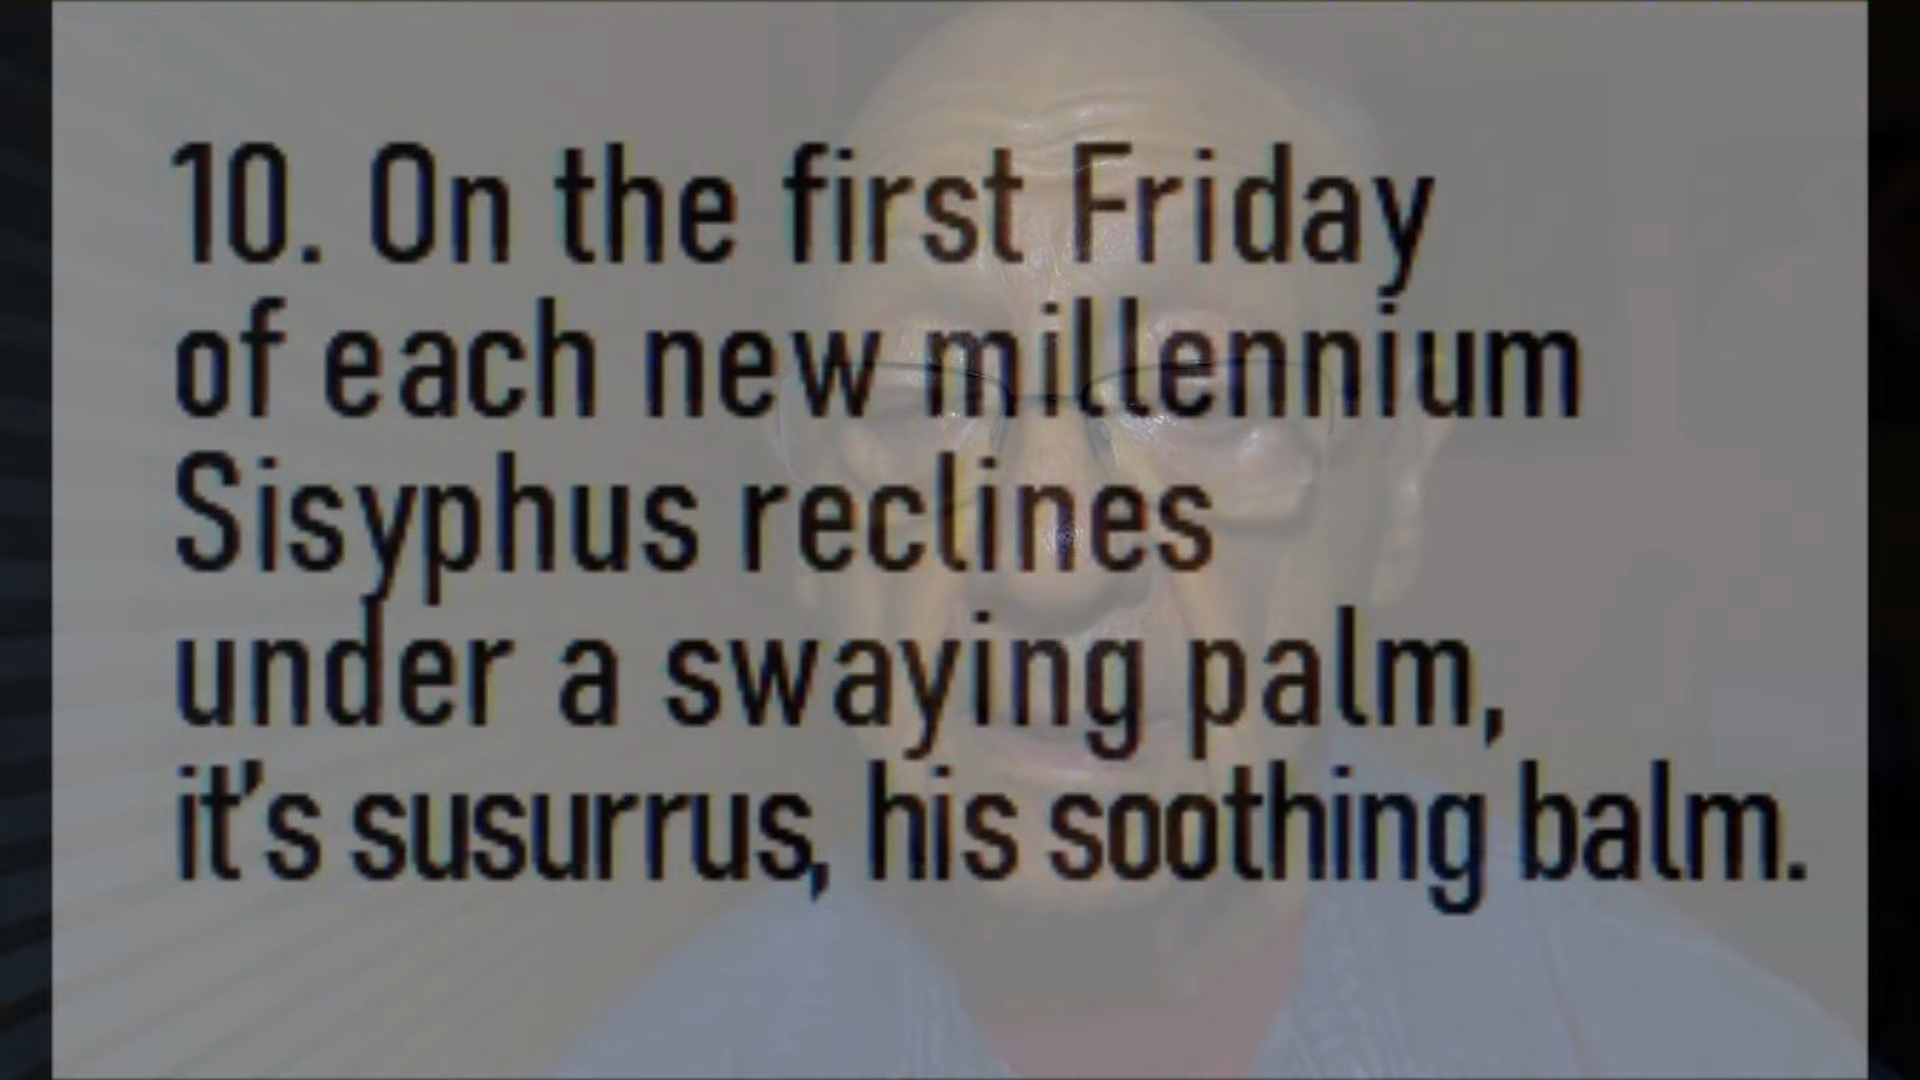 10. On the first Friday
of each new millennium
Sisyphus reclines
under a swaying palm,
it's susurrus, his soothing balm.